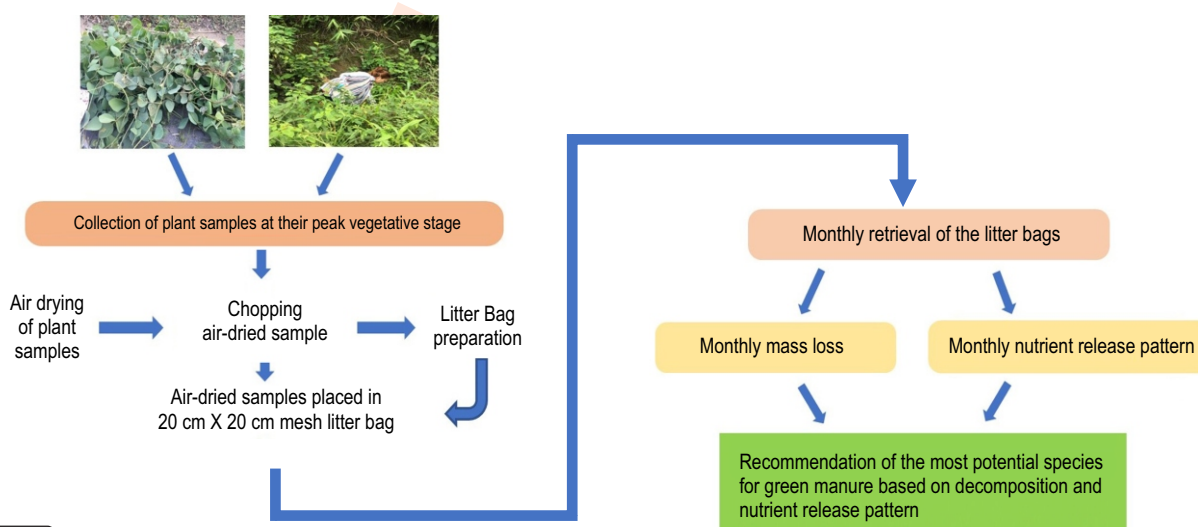 Collection of plant samples at their peak vegetative stage
Air drying
of plant
samples
Chopping
air-dried sample
Litter Bag
preparation
Air-dried samples placed in
20 cm X 20 cm mesh litter bag
Monthly retrieval of the litter bags
Monthly mass loss
Monthly nutrient release pattern
Recommendation of the most potential species
for green manure based on decomposition and
nutrient release pattern